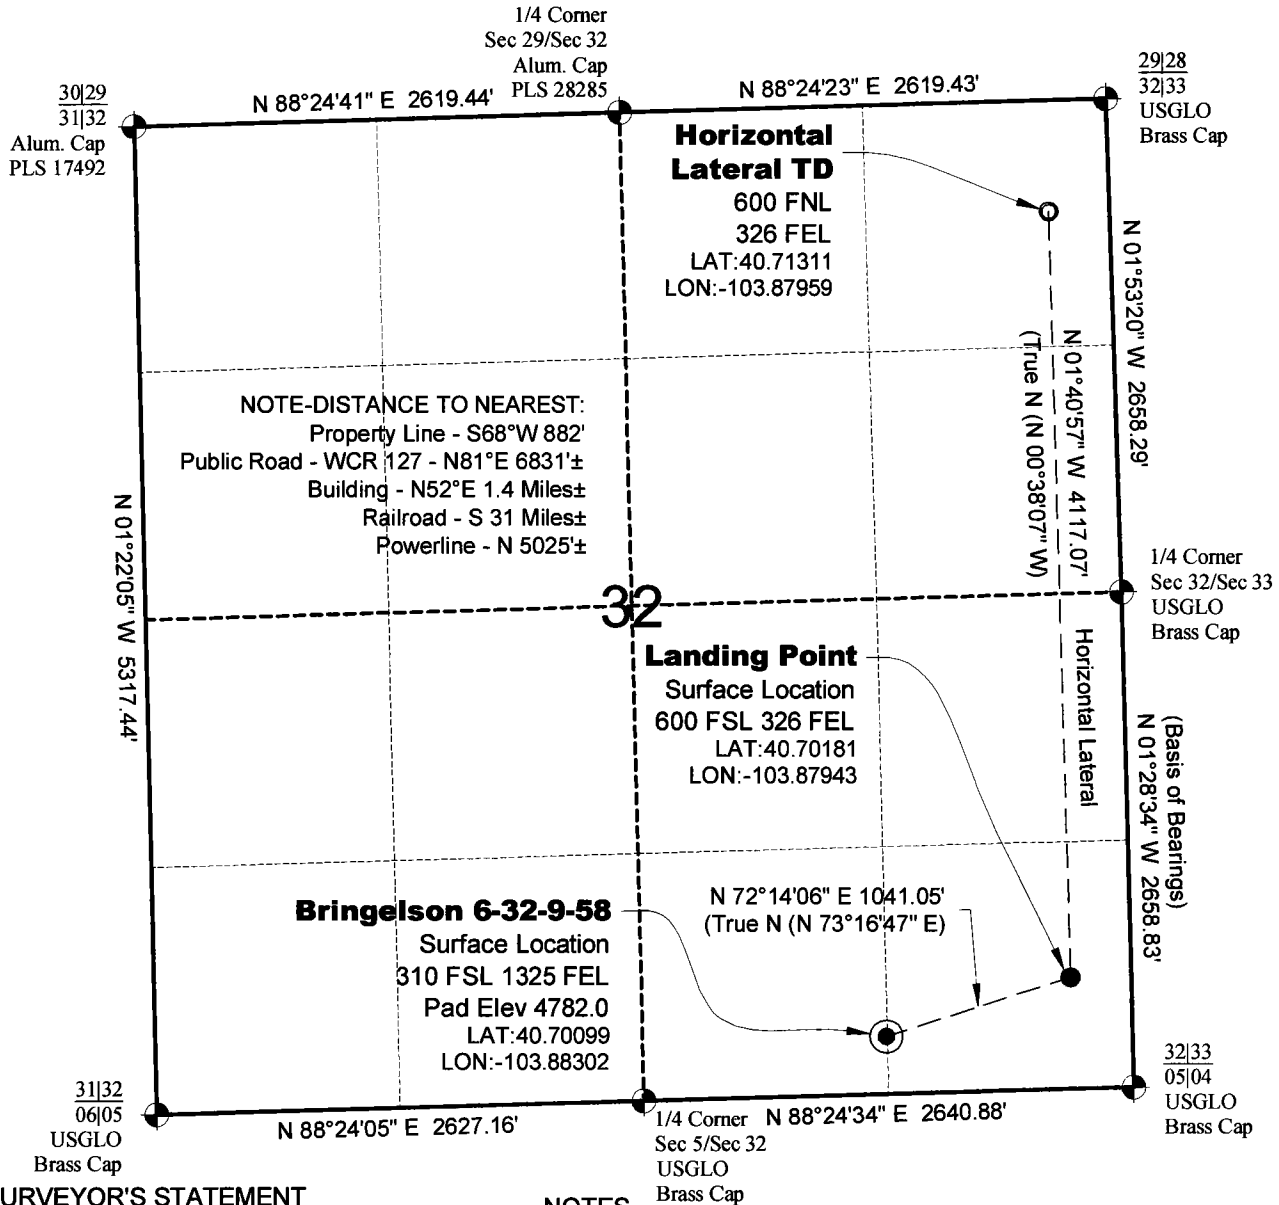 1/4 Corner
Sec 29/Sec 32
Alum. Cap
PLS 28285
30|29
31|32
Alum. Cap
PLS 17492
N 88°24'41" E 2619.44'
N 88°24'23" E 2619.43'
29|28
32|33
USGLO
Brass Cap
Horizontal
Lateral TD
600 FNL
326 FEL
LAT:40.71311
LON:-103.87959
N 01°53'20" W 2658.29'
N 01°40'57" W 4117.07'
(True N (N 00°38'07" W)
NOTE-DISTANCE TO NEAREST:
Property Line - S68°W 882'
Public Road - WCR 127 - N81°E 6831'±
Building - N52°E 1.4 Miles±
Railroad - S 31 Miles±
Powerline - N 5025'±
N 01°22'05" W 5317.44'
32
1/4 Corner
Sec 32/Sec 33
USGLO
Brass Cap
Landing Point
Surface Location
600 FSL 326 FEL
LAT:40.70181
LON:-103.87943
Horizontal Lateral
(Basis of Bearings)
N 01°28'34" W 2658.83'
Bringelson 6-32-9-58
Surface Location
310 FSL 1325 FEL
Pad Elev 4782.0
LAT:40.70099
LON:-103.88302
N 72°14'06" E 1041.05'
(True N (N 73°16'47" E)
31|32
06|05
USGLO
Brass Cap
N 88°24'05" E 2627.16'
1/4 Corner
Sec 5/Sec 32
USGLO
Brass Cap
N 88°24'34" E 2640.88'
32|33
05|04
USGLO
Brass Cap
URVEYOR'S STATEMENT
NOTES